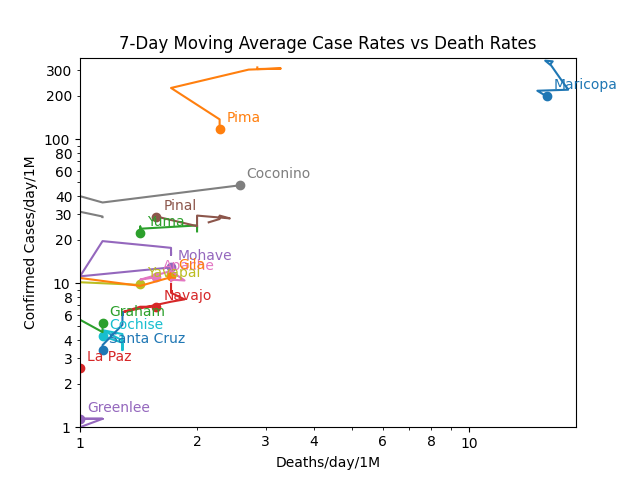 7-Day Moving Average Case Rates vs Death Rates
Confirmed Cases/day/1M
300
200
100
80
60
40
30
20
10
8
6
4
3
2
1
Maricopa
Pima
Coconino
Pinal
Yuma
Mohave
Apache
Gila
Yavapai
Navajo
Graham
Cochise
Santa Cruz
La Paz
Greenlee
1 2 3 4 6 8 10
Deaths/day/1M